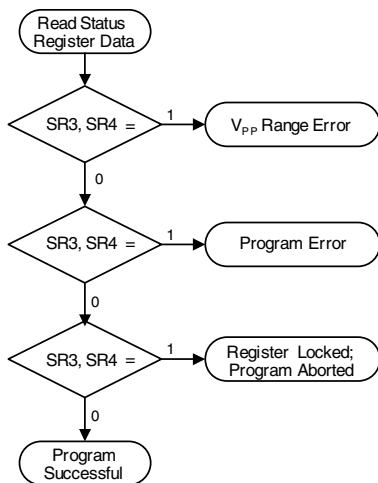 Read Status
Register Data
SR3, SR4 =
1
VPP Range Error
0
SR3, SR4 =
1
Program Error
0
SR3, SR4 =
1
Register Locked;
Program Aborted
0
Program
Successful